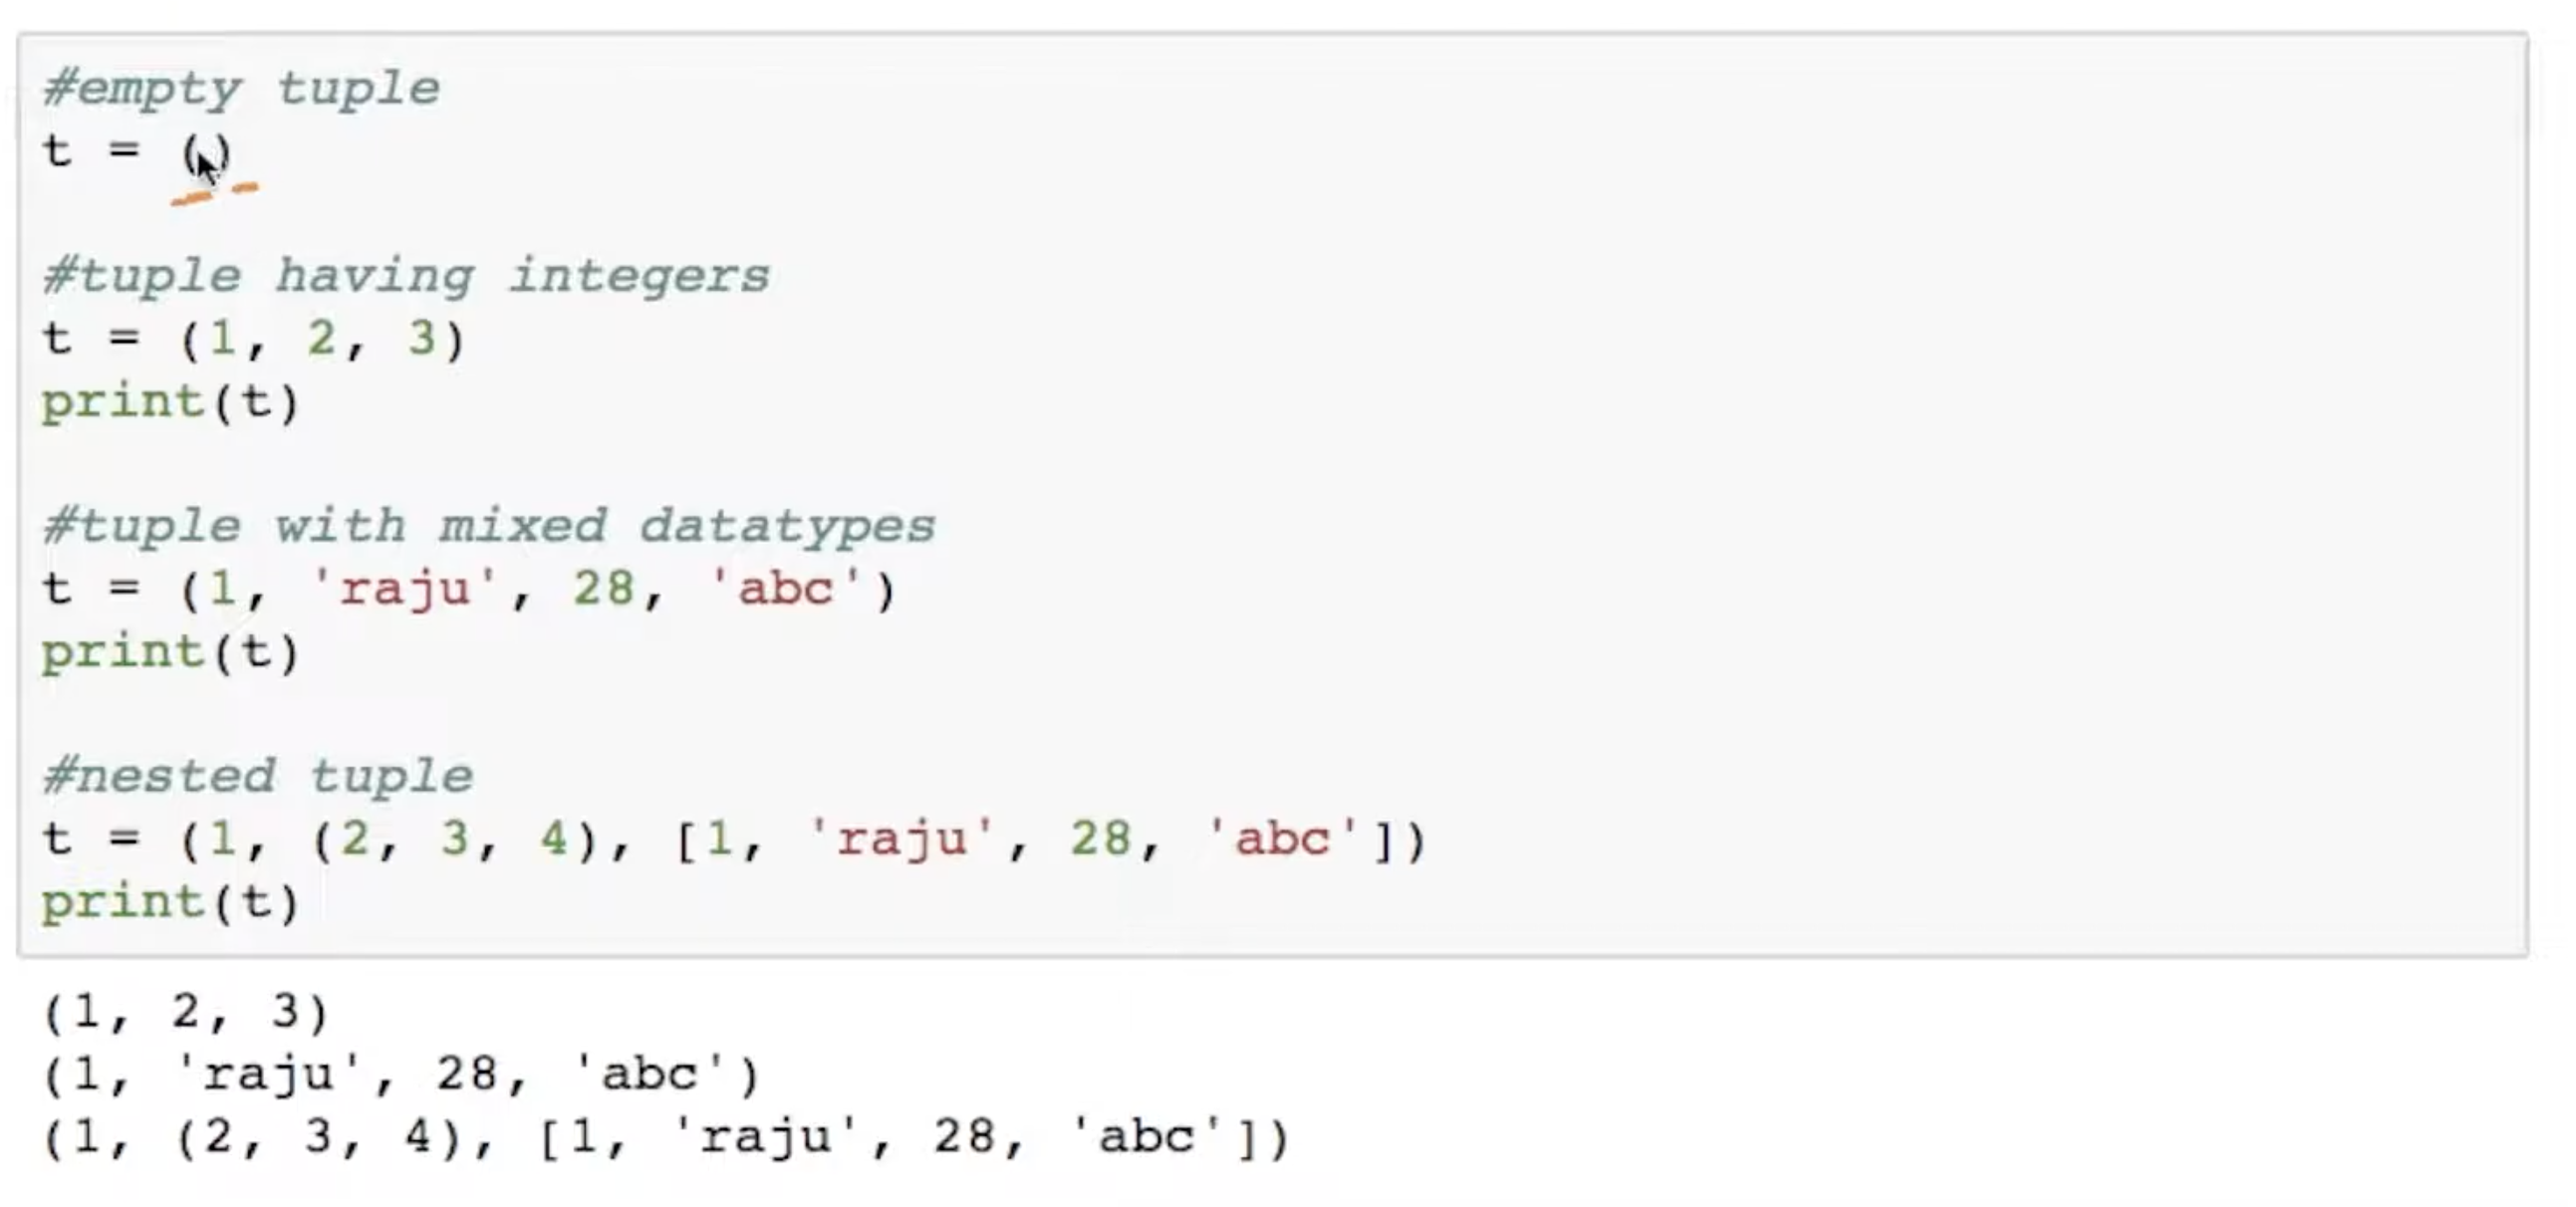 #empty tuple
t = ()
#tuple having integers
t = (1, 2, 3)
print(t)
#tuple with mixed datatypes
t = (1, 'raju', 28, 'abc')
print(t)
#nested tuple
t = (1, (2, 3, 4), [1, 'raju', 28, 'abc'])
print(t)
(1, 2, 3)
(1, 'raju', 28, 'abc')
(1, (2, 3, 4), [1, 'raju', 28, 'abc'])